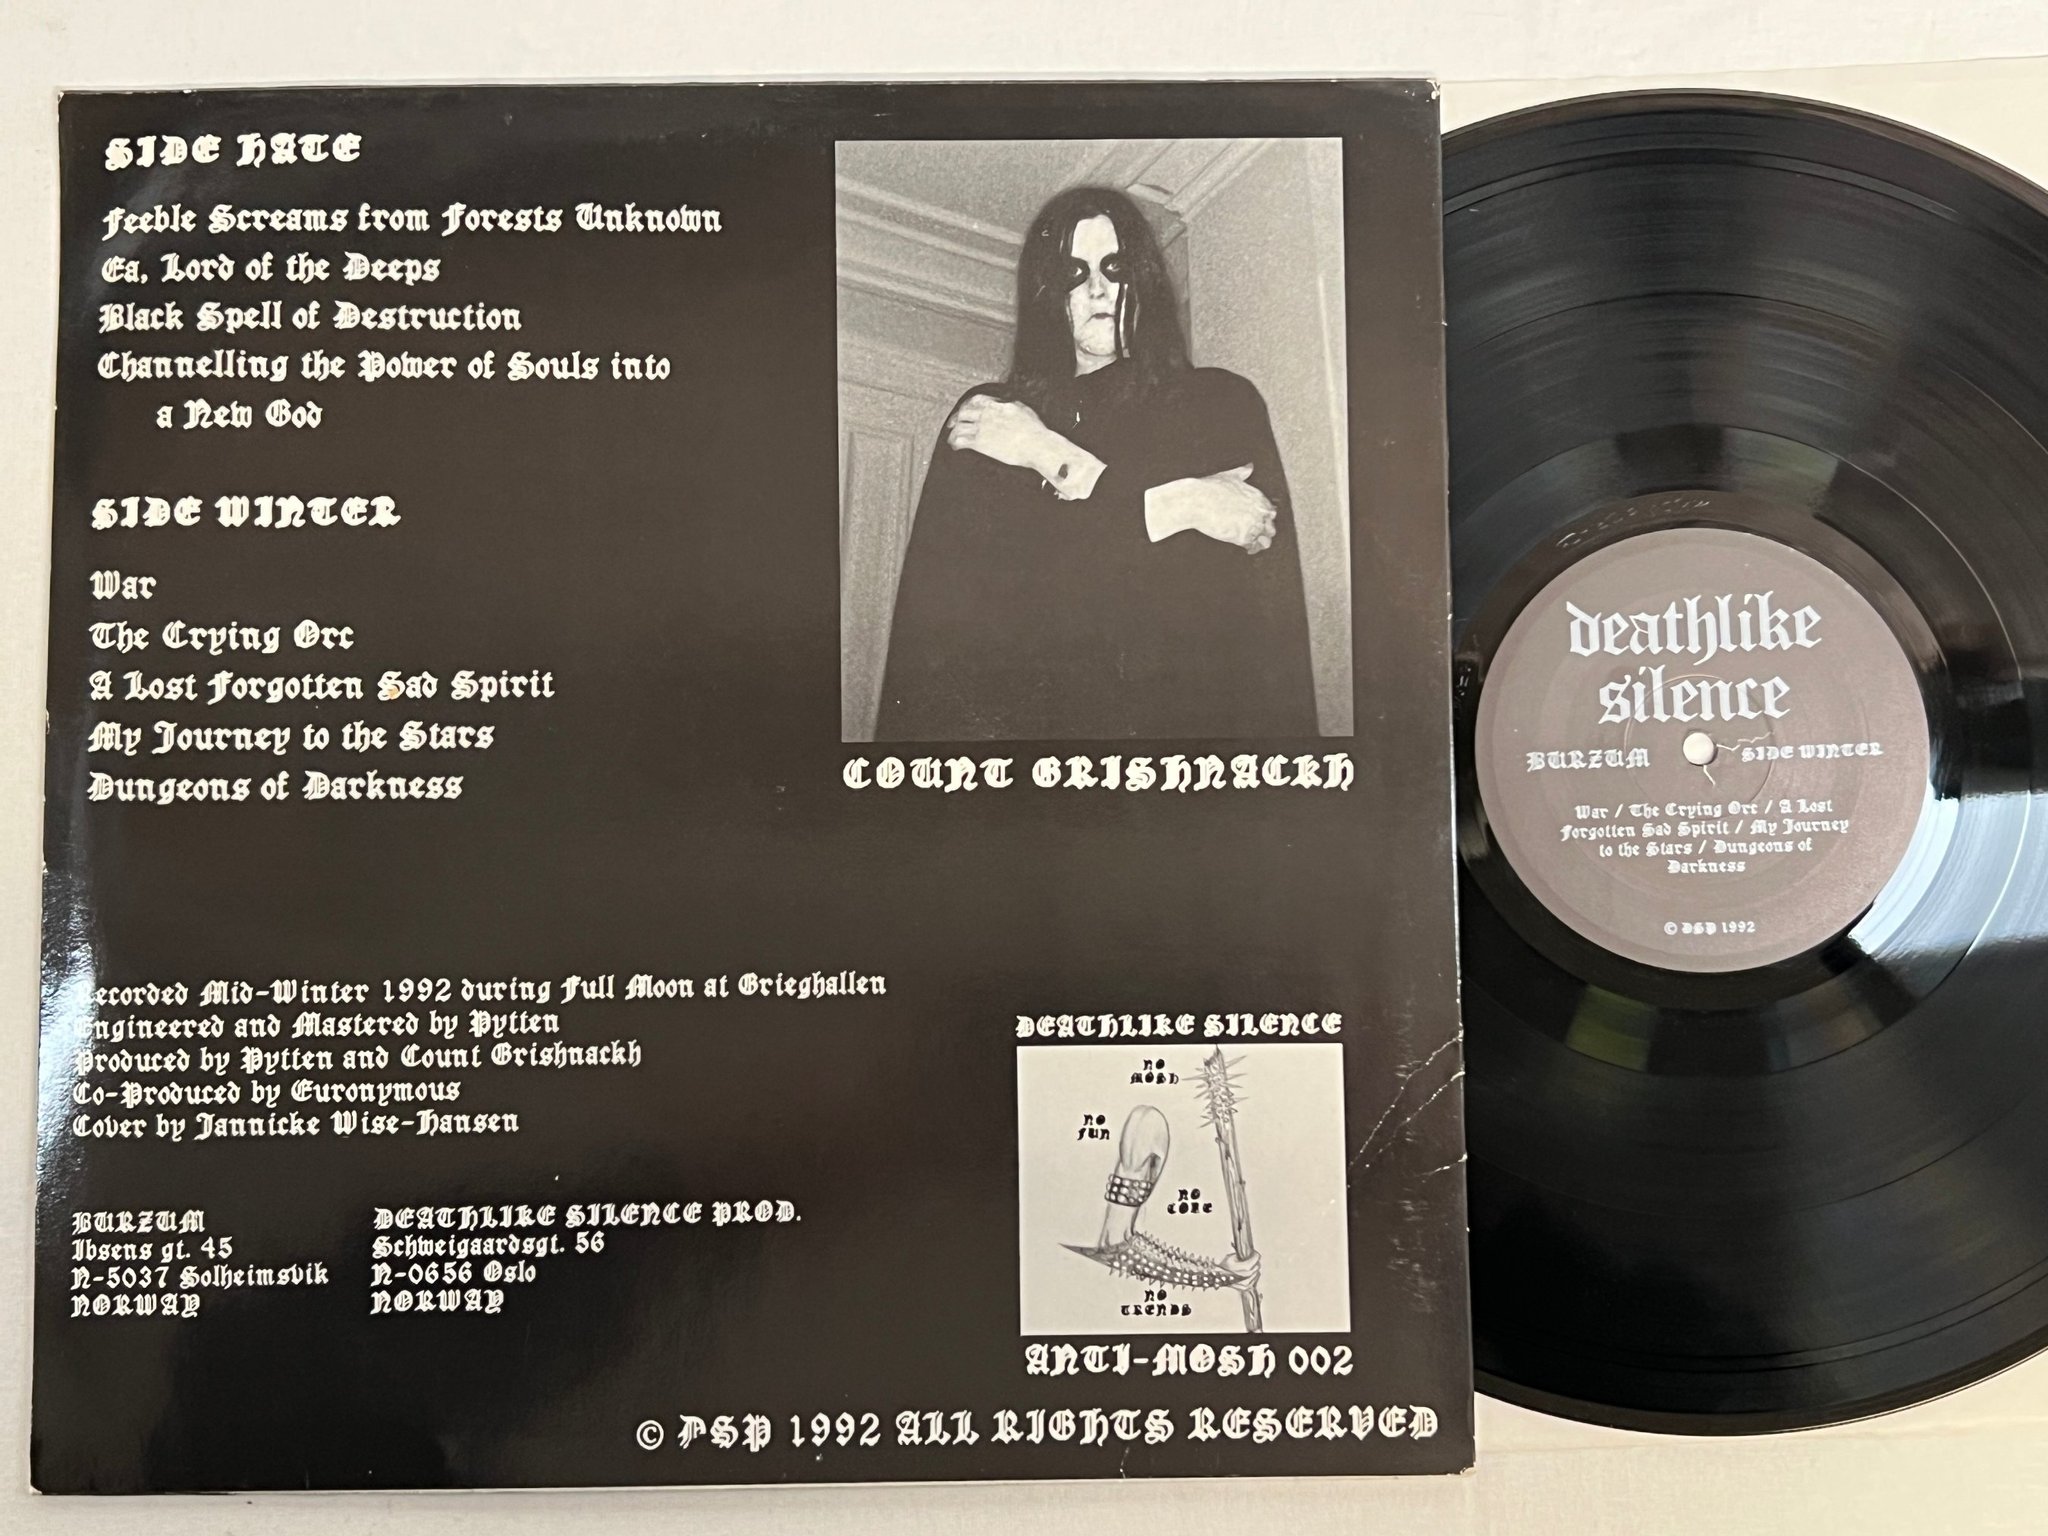 SIDE HATE
Feeble Screams from Forests Unknown
Ea, Lord of the Deeps
Black Spell of Destruction
Channelling the Power of Souls into
a New God
SIDE WINTER
War
The Crying Orc
A Lost Forgotten Sad Spirit
My Journey to the Stars
Dungeons of Darkness
COUNT GRISHNACKH
Recorded Mid-Winter 1992 during Full Moon at Grieghallen
Engineered and Mastered by Pytten
Produced by Pytten and Count Grishnackh
Co-Produced by Euronymous
Cover by Jannicke Wise-Hansen
BURZUM
Ibsens gt. 45
N-5037 Solheimsvik
NORWAY
DEATHLIKE SILENCE PROD.
Schweigaardsgt. 56
N-0656 Oslo
NORWAY
DEATHLIKE SILENCE
NO
MOSH
NO
FUN
NO
CORE
NO
TRENDS
ANTI-MOSH 002
© DSP 1992 ALL RIGHTS RESERVED
deathlike
silence
BURZUM
SIDE WINTER
War / The Crying Orc / A Lost
Forgotten Sad Spirit / My Journey
to the Stars / Dungeons of
Darkness
© DSP 1992